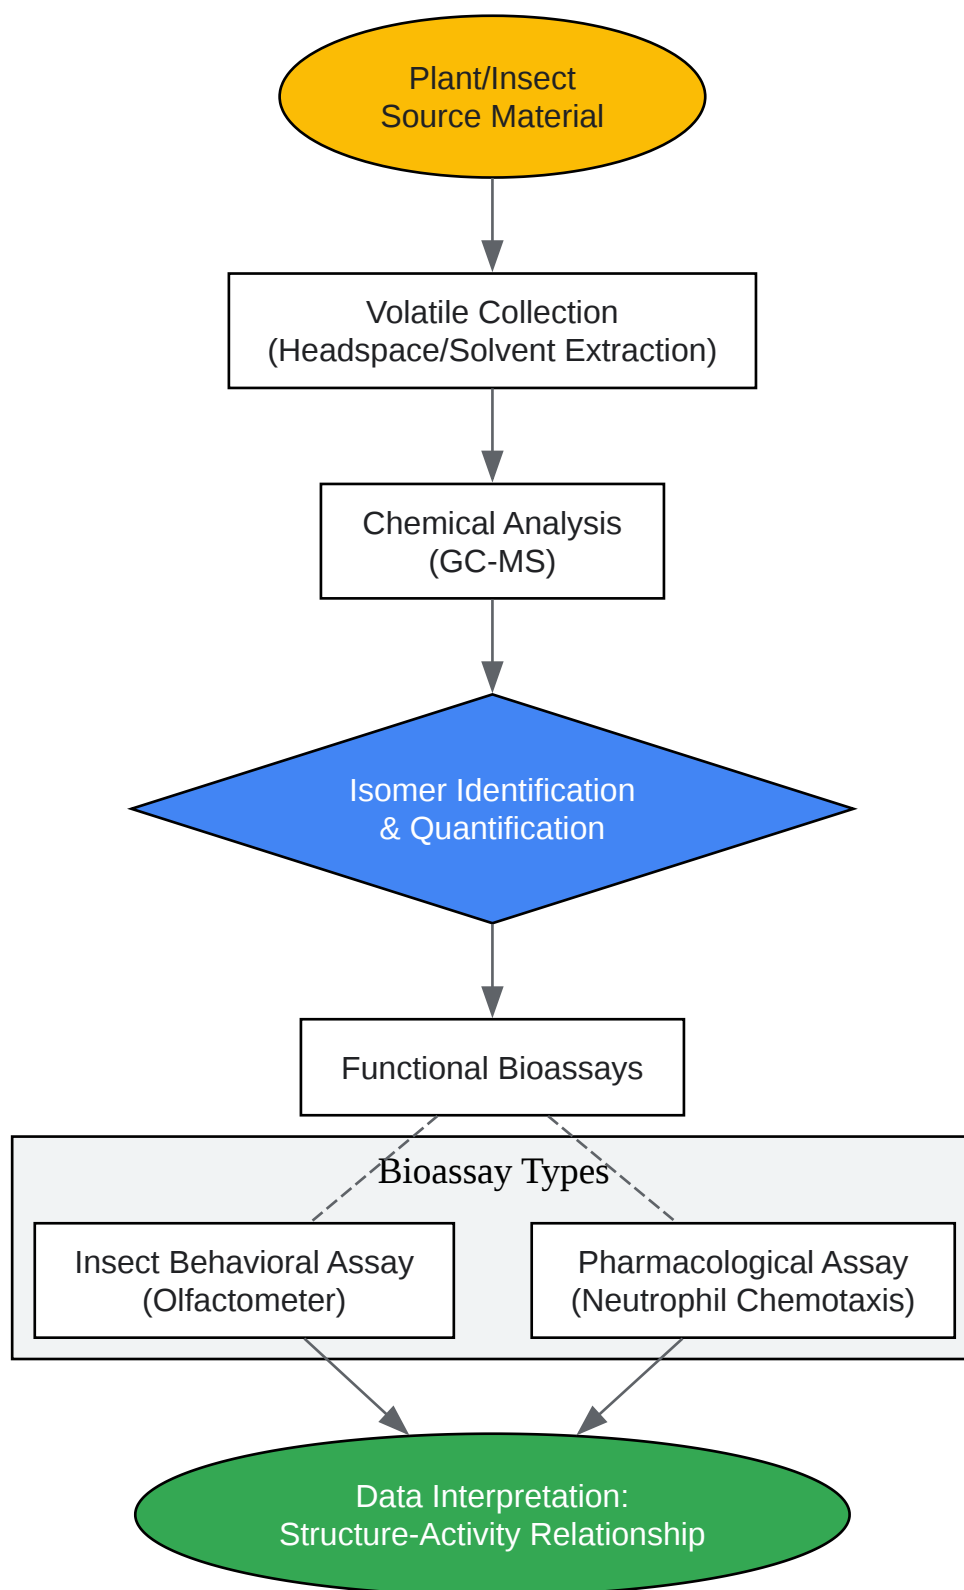 Plant/Insect
Source Material
Volatile Collection
(Headspace/Solvent Extraction)
Chemical Analysis
(GC-MS)
Isomer Identification
& Quantification
Functional Bioassays
Bioassay Types
Insect Behavioral Assay
(Olfactometer)
Pharmacological Assay
(Neutrophil Chemotaxis)
Data Interpretation:
Structure-Activity Relationship